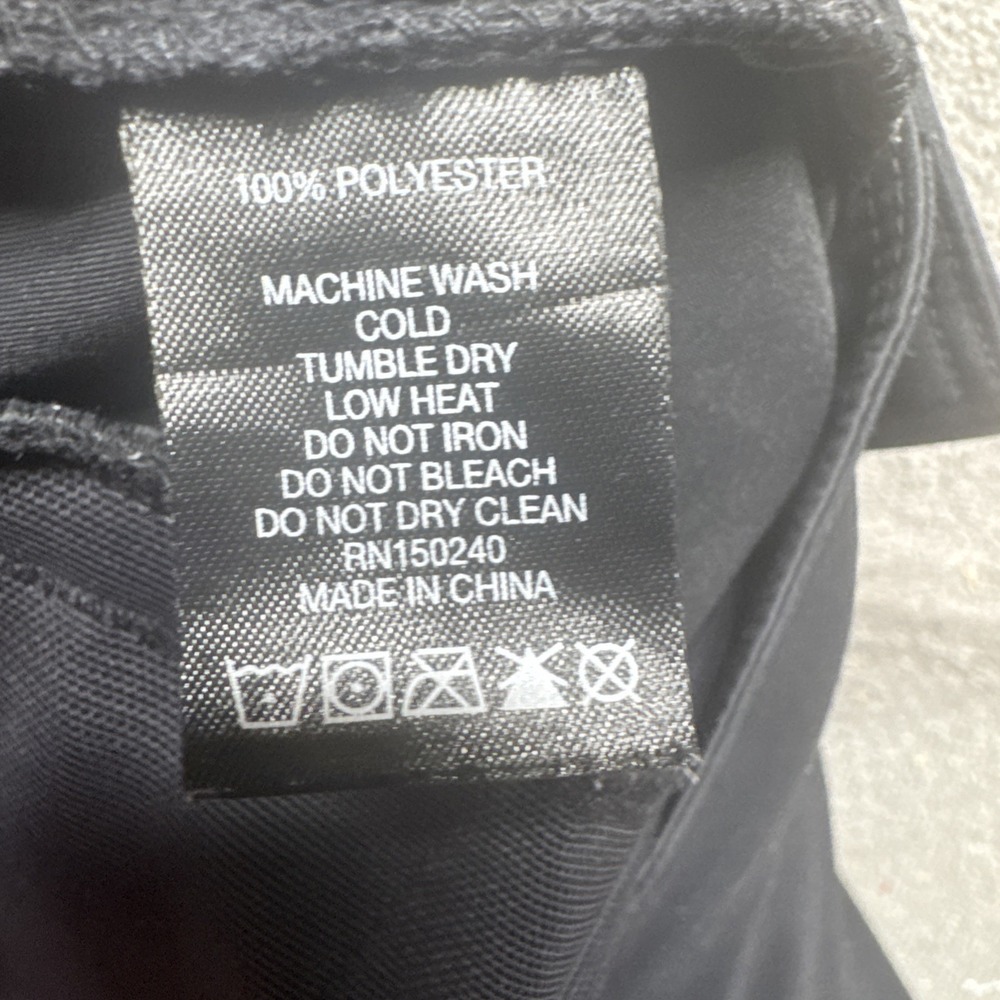 100% POLYESTER
MACHINE WASH
COLD
TUMBLE DRY
LOW HEAT
DO NOT IRON
DO NOT BLEACH
DO NOT DRY CLEAN
RN150240
MADE IN CHINA